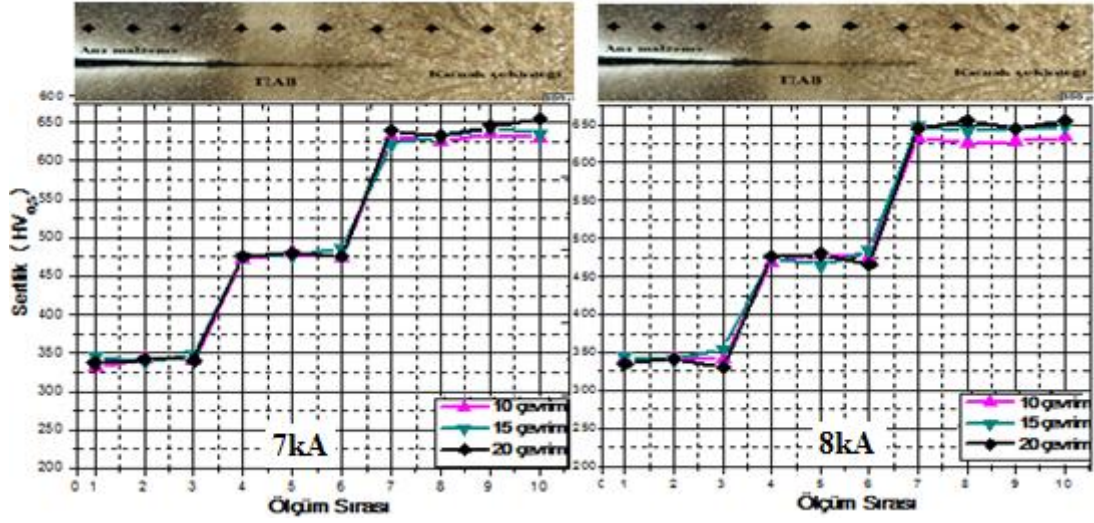 Ana malzeme
ITAB
Kaynak çekirdeği
Ana malzeme
ITAB
Kaynak çekirdeği
Sertlik ( HV0,5)
600
650
600
550
500
450
400
350
300
250
200
10 çevrim
15 çevrim
20 çevrim
7kA
0 1 2 3 4 5 6 7 8 9 10
Ölçüm Sırası
650
600
550
500
450
400
350
300
250
200
10 çevrim
15 çevrim
20 çevrim
8kA
0 1 2 3 4 5 6 7 8 9 10
Ölçüm Sırası